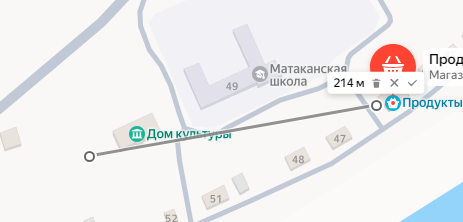 Прод
Магаз
Матаканская
школа
214 м
49
Продукты
Дом культуры
47
48
51
52